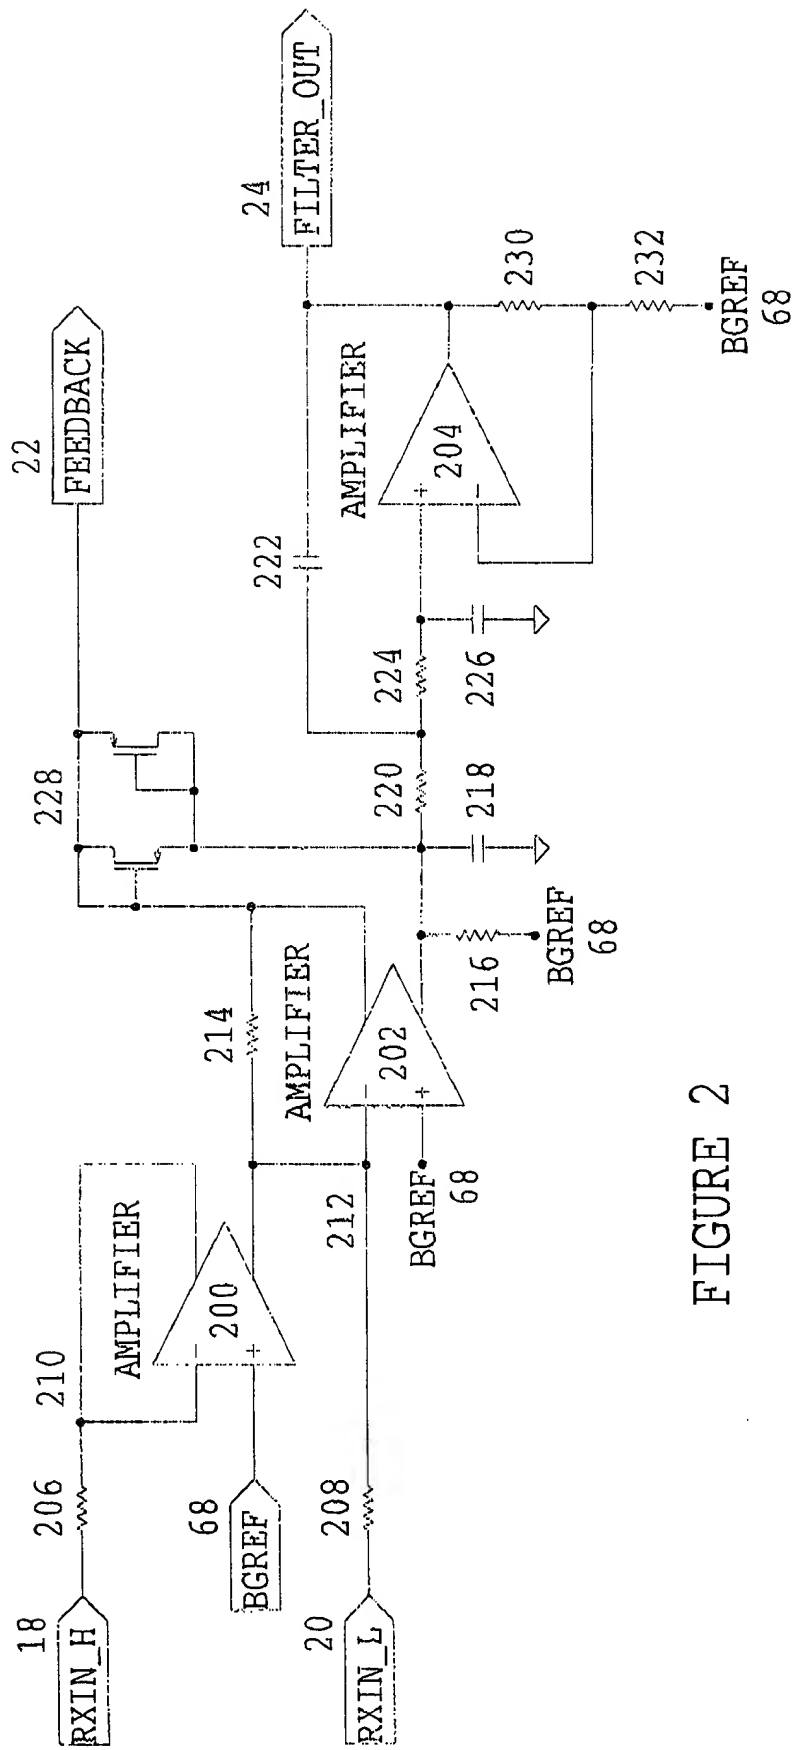 18
RXIN_H
206
210
AMPLIFIER
200
-
+
68
BGREF
20
RXIN_L
208
212
214
AMPLIFIER
202
-
+
BGREF
68
216
BGREF
68
228
22
FEEDBACK
218
220
224
226
222
AMPLIFIER
204
+
-
24
FILTER_OUT
230
232
BGREF
68
FIGURE 2